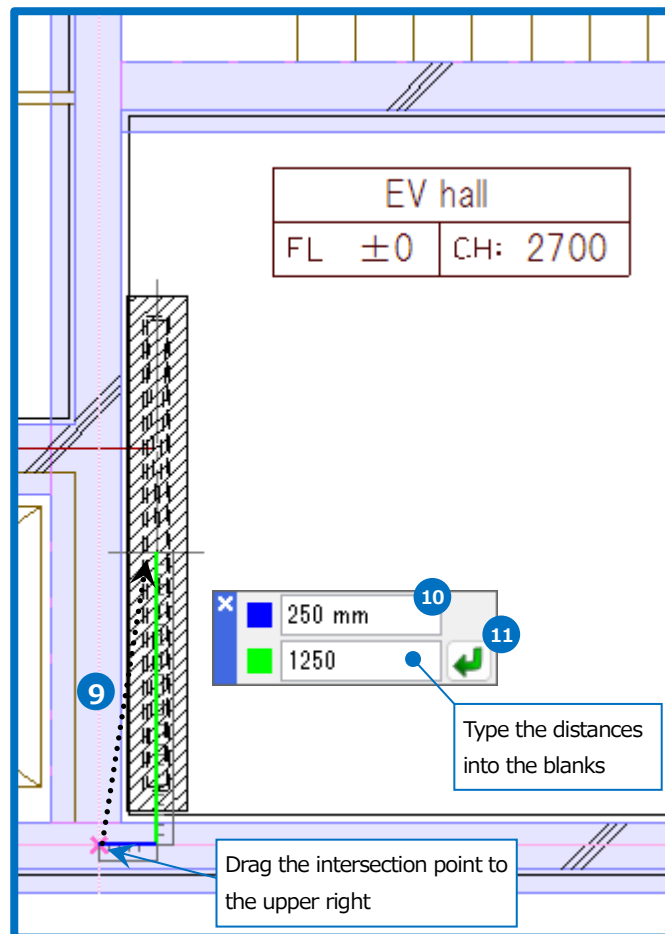 EV hall
FL ±0 C.H: 2700
250 mm
10
11
1250
9
Type the distances
into the blanks
Drag the intersection point to
the upper right